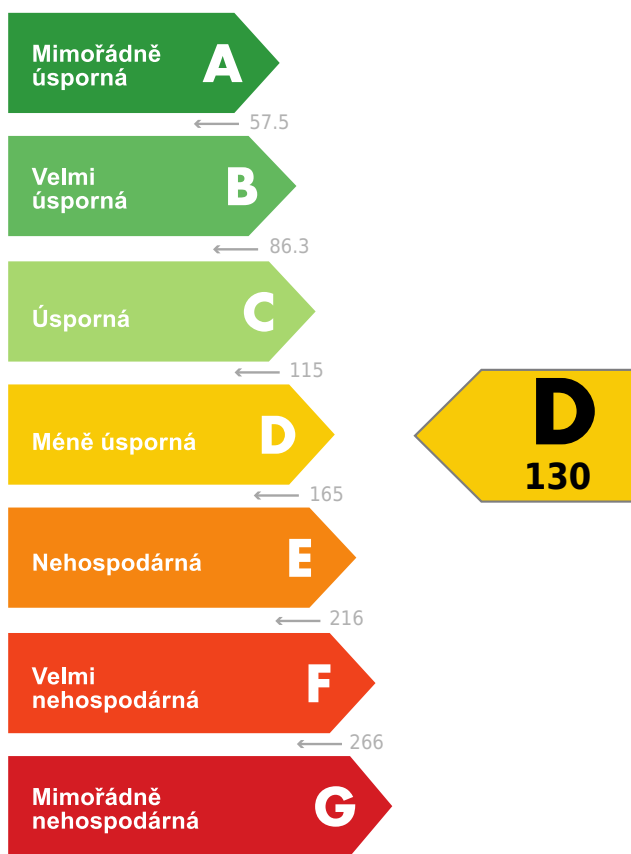 Mimořádně
úsporná
A
57.5
Velmi
úsporná
B
86.3
Úsporná
C
115
Méně úsporná
D
D
130
165
Nehospodárná
E
216
Velmi
nehospodárná
F
266
Mimořádně
nehospodárná
G